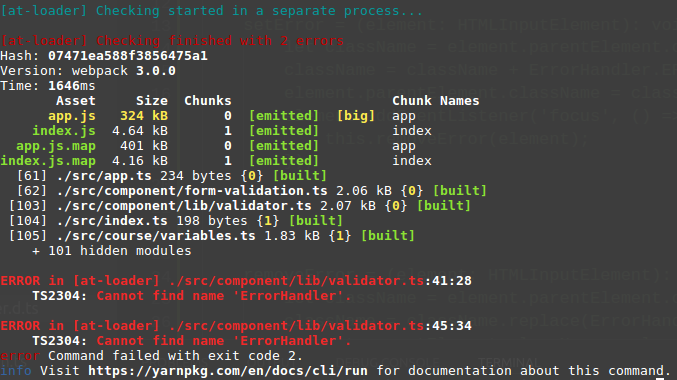 [at-loader] Checking started in a separate process...
[at-loader] Checking finished with 2 errors
Hash: 07471ea588f3856475a1
Version: webpack 3.0.0
Time: 1646ms
Asset Size Chunks Chunk Names
app.js 324 kB 0 [emitted] [big] app
index.js 4.64 kB 1 [emitted] index
app.js.map 401 kB 0 [emitted] app
index.js.map 4.16 kB 1 [emitted] index
[61] ./src/app.ts 234 bytes {0} [built]
[62] ./src/component/form-validation.ts 2.06 kB {0} [built]
[103] ./src/component/lib/validator.ts 2.07 kB {0} [built]
[104] ./src/index.ts 198 bytes {1} [built]
[105] ./src/course/variables.ts 1.83 kB {1} [built]
+ 101 hidden modules
ERROR in [at-loader] ./src/component/lib/validator.ts:41:28
TS2304: Cannot find name 'ErrorHandler'.
ERROR in [at-loader] ./src/component/lib/validator.ts:45:34
TS2304: Cannot find name 'ErrorHandler'.
error Command failed with exit code 2.
TERMINAL
info Visit https://yarnpkg.com/en/docs/cli/run for documentation about this command.